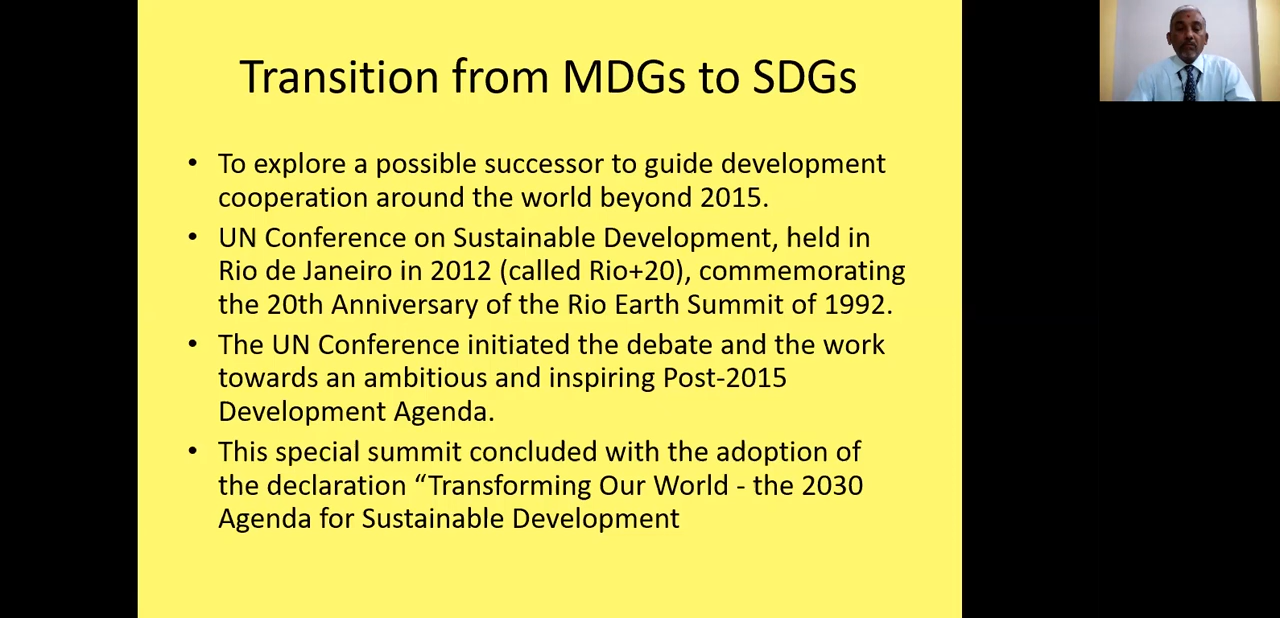 Transition from MDGs to SDGs
• To explore a possible successor to guide development
cooperation around the world beyond 2015.
• UN Conference on Sustainable Development, held in
Rio de Janeiro in 2012 (called Rio+20), commemorating
the 20th Anniversary of the Rio Earth Summit of 1992.
• The UN Conference initiated the debate and the work
towards an ambitious and inspiring Post-2015
Development Agenda.
• This special summit concluded with the adoption of
the declaration “Transforming Our World - the 2030
Agenda for Sustainable Development